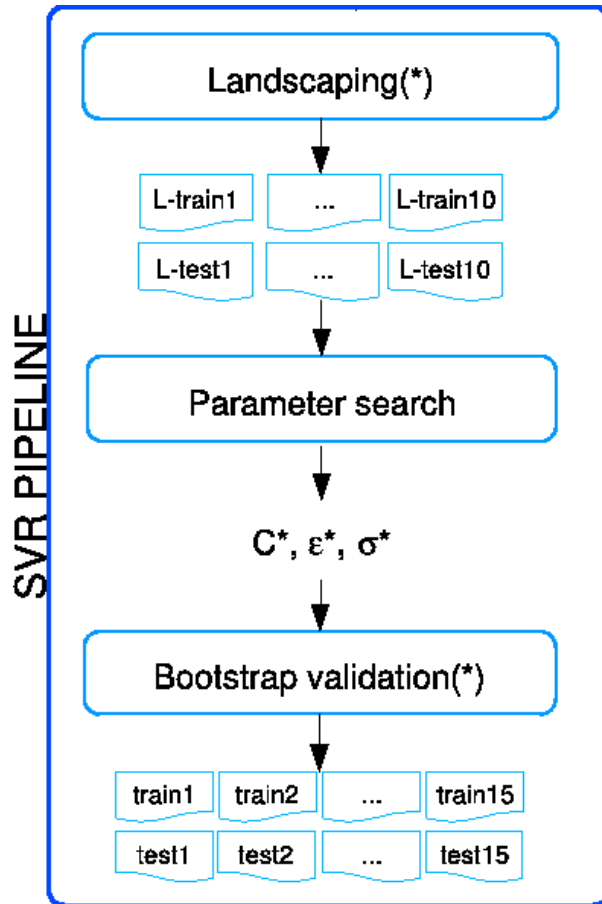 SVR PIPELINE
Landscaping(*)
L-train1 ... L-train10
L-test1 ... L-test10
Parameter search
C*, ε*, σ*
Bootstrap validation(*)
train1 train2 ... train15
test1 test2 ... test15